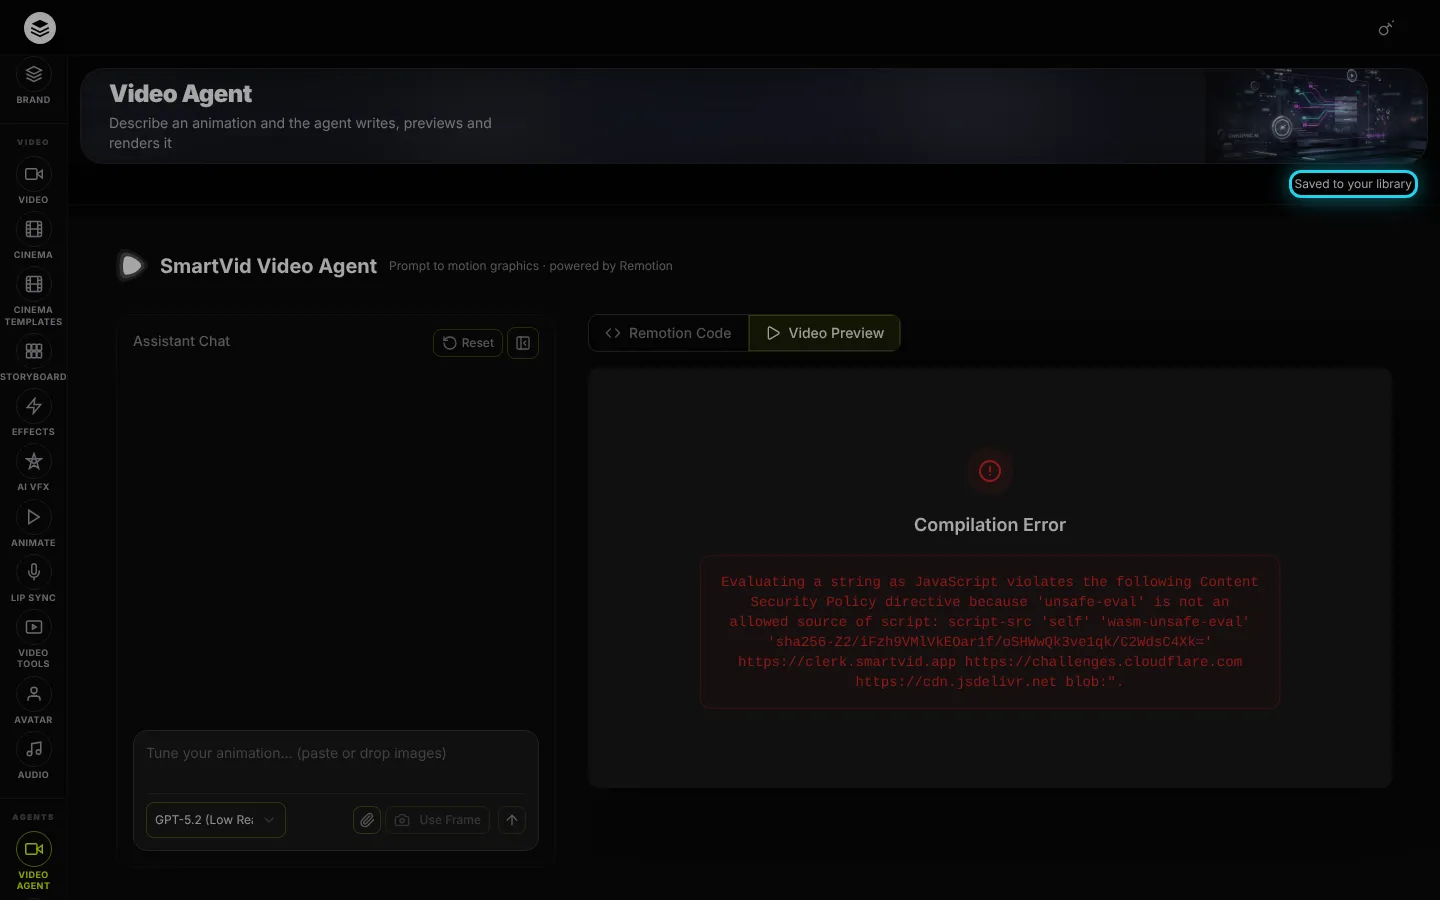 Video Agent
Describe an animation and the agent writes, previews and
renders it
Saved to your library
BRAND
VIDEO
VIDEO
CINEMA
CINEMA
TEMPLATES
STORYBOARD
EFFECTS
AI VFX
ANIMATE
LIP SYNC
VIDEO
TOOLS
AVATAR
AUDIO
AGENTS
VIDEO
AGENT
SmartVid Video Agent
Prompt to motion graphics · powered by Remotion
Assistant Chat
Reset
Remotion Code
Video Preview
Compilation Error
Evaluating a string as JavaScript violates the following Content
Security Policy directive because 'unsafe-eval' is not an
allowed source of script: script-src 'self' 'wasm-unsafe-eval'
'sha256-Z2/iFzh9VMlVkEOar1f/oSHWwQk3ve1qk/C2WdsC4Xk='
https://clerk.smartvid.app https://challenges.cloudflare.com
https://cdn.jsdelivr.net blob:".
Tune your animation... (paste or drop images)
GPT-5.2 (Low Rea
Use Frame